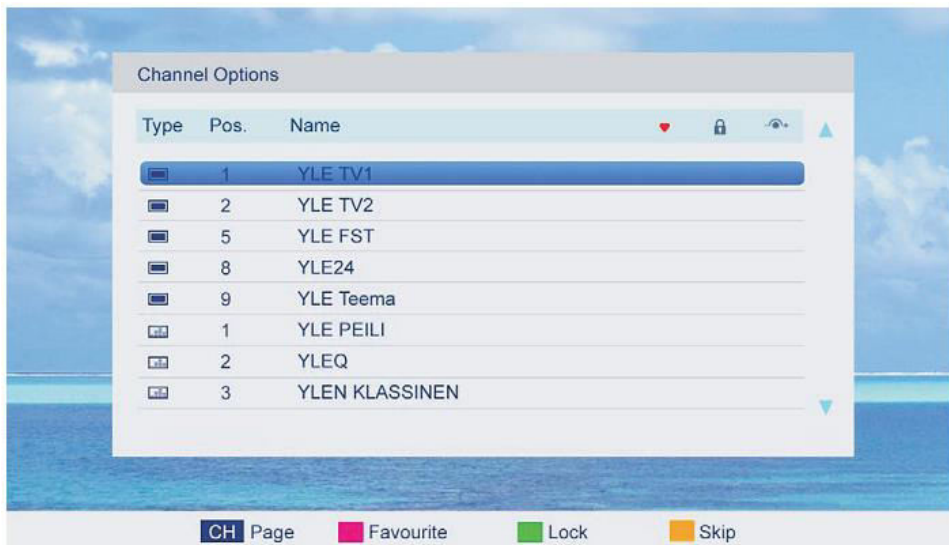 Channel Options
Type Pos. Name
1 YLE TV1
2 YLE TV2
5 YLE FST
8 YLE24
9 YLE Teema
1 YLE PEILI
2 YLEQ
3 YLEN KLASSINEN
CH Page Favourite Lock Skip